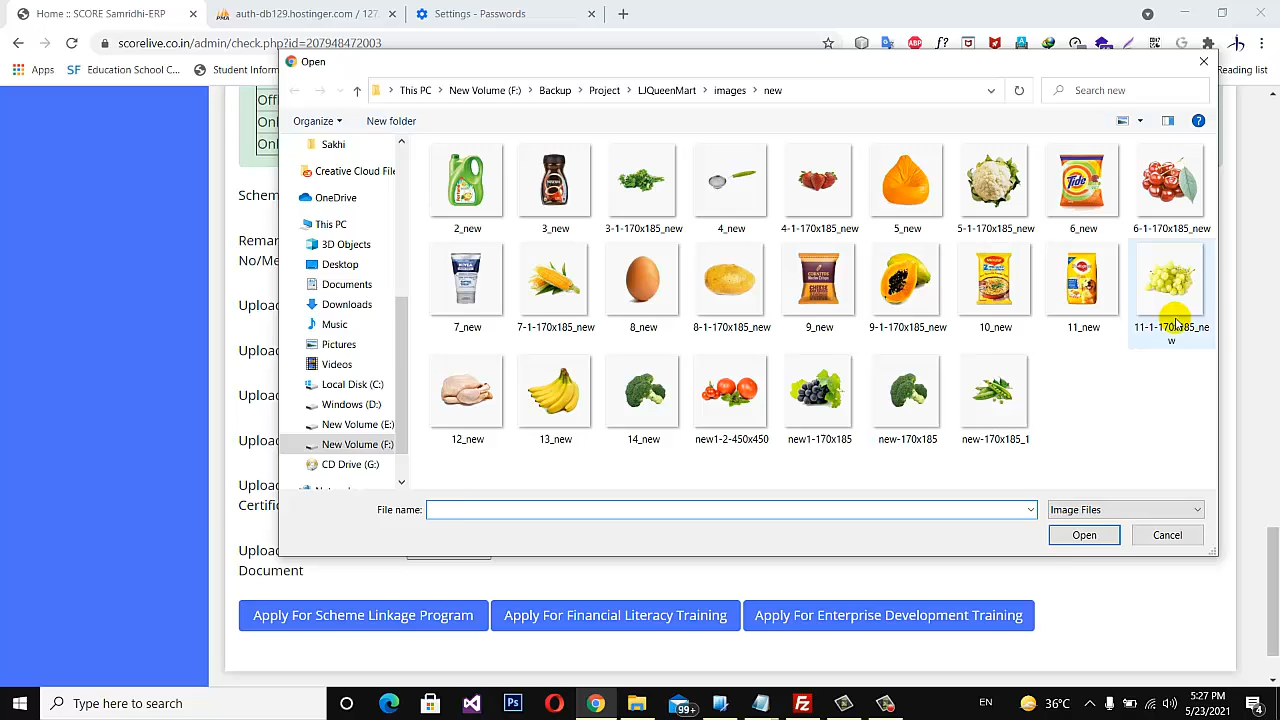 Home :: SCORE Samridhi-ERP
auth-db129.hostinger.com / 127.
Settings - Passwords
scorelive.co.in/admin/check.php?id=207948472003
Apps
Education School C...
Student Inform
Reading list
Open
This PC > New Volume (F:) > Backup > Project > LJQueenMart > images > new
Search new
Organize
New folder
Sakhi
Creative Cloud File
OneDrive
This PC
3D Objects
Desktop
Documents
Downloads
Music
Pictures
Videos
Local Disk (C:)
Windows (D:)
New Volume (E:)
New Volume (F:)
CD Drive (G:)
2_new
3_new
3-1-170x185_new
4_new
4-1-170x185_new
5_new
5-1-170x185_new
6_new
6-1-170x185_new
7_new
7-1-170x185_new
8_new
8-1-170x185_new
9_new
9-1-170x185_new
10_new
11_new
11-1-170x185_ne
w
12_new
13_new
14_new
new1-2-450x450
new1-170x185
new-170x185
new-170x185_1
File name:
Image Files
Open
Cancel
Offl
Onl
Onl
Schem
Remar
No/Me
Uploa
Uploa
Uploa
Uploa
Uploa
Certific
Uploa
Document
Apply For Scheme Linkage Program
Apply For Financial Literacy Training
Apply For Enterprise Development Training
Type here to search
99+
36°C
EN
5:27 PM
5/23/2021
4